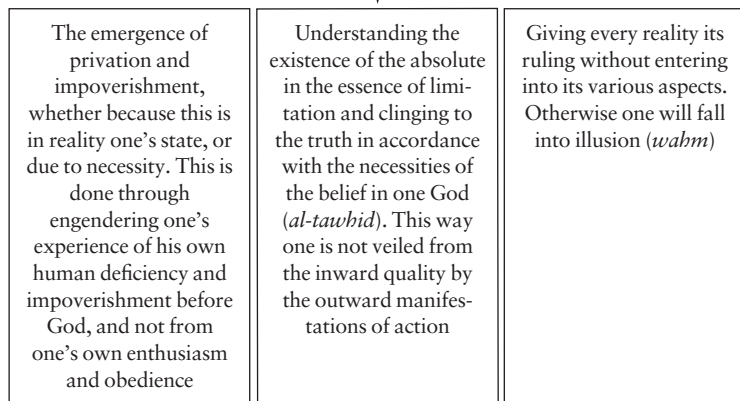 The emergence of
privation and
impoverishment,
whether because this is
in reality one's state, or
due to necessity. This is
done through
engendering one's
experience of his own
human deficiency and
impoverishment before
God, and not from
one's own enthusiasm
and obedience
Understanding the
existence of the absolute
in the essence of limi-
tation and clinging to
the truth in accordance
with the necessities of
the belief in one God
(al-tawhid). This way
one is not veiled from
the inward quality by
the outward manifes-
tations of action
Giving every reality its
ruling without entering
into its various aspects.
Otherwise one will fall
into illusion (wahm)